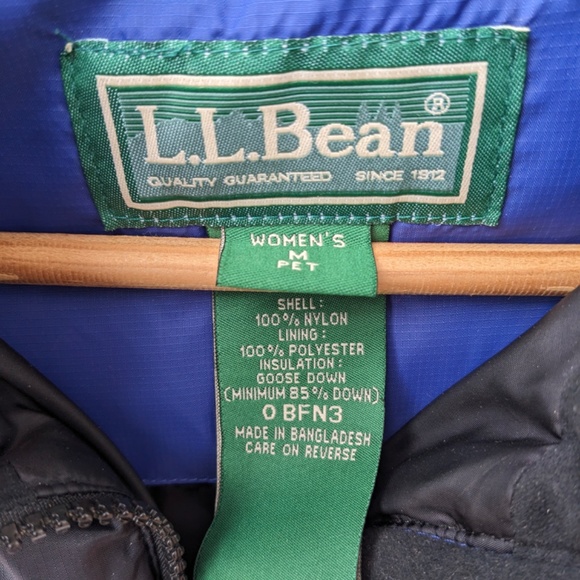 L.L.Bean®
QUALITY GUARANTEED SINCE 1912
WOMEN'S
M
PET
SHELL:
100% NYLON
LINING:
100% POLYESTER
INSULATION:
GOOSE DOWN
(MINIMUM 85% DOWN)
0 BFN3
MADE IN BANGLADESH
CARE ON REVERSE